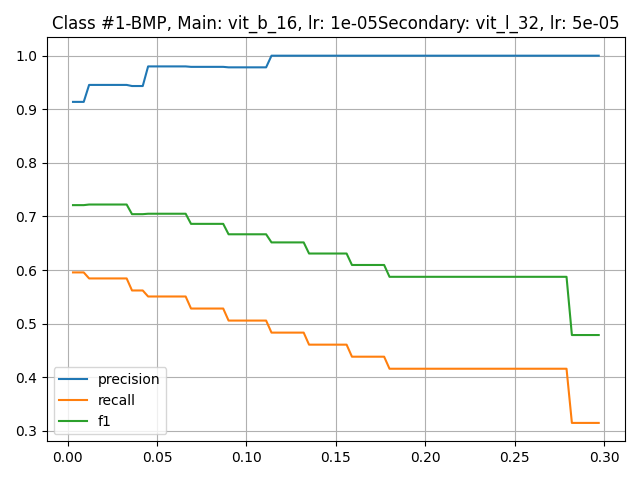 Class #1-BMP, Main: vit_b_16, lr: 1e-05Secondary: vit_l_32, lr: 5e-05
1.0
0.9
0.8
0.7
0.6
0.5
0.4
0.3
precision
recall
f1
0.00 0.05 0.10 0.15 0.20 0.25 0.30